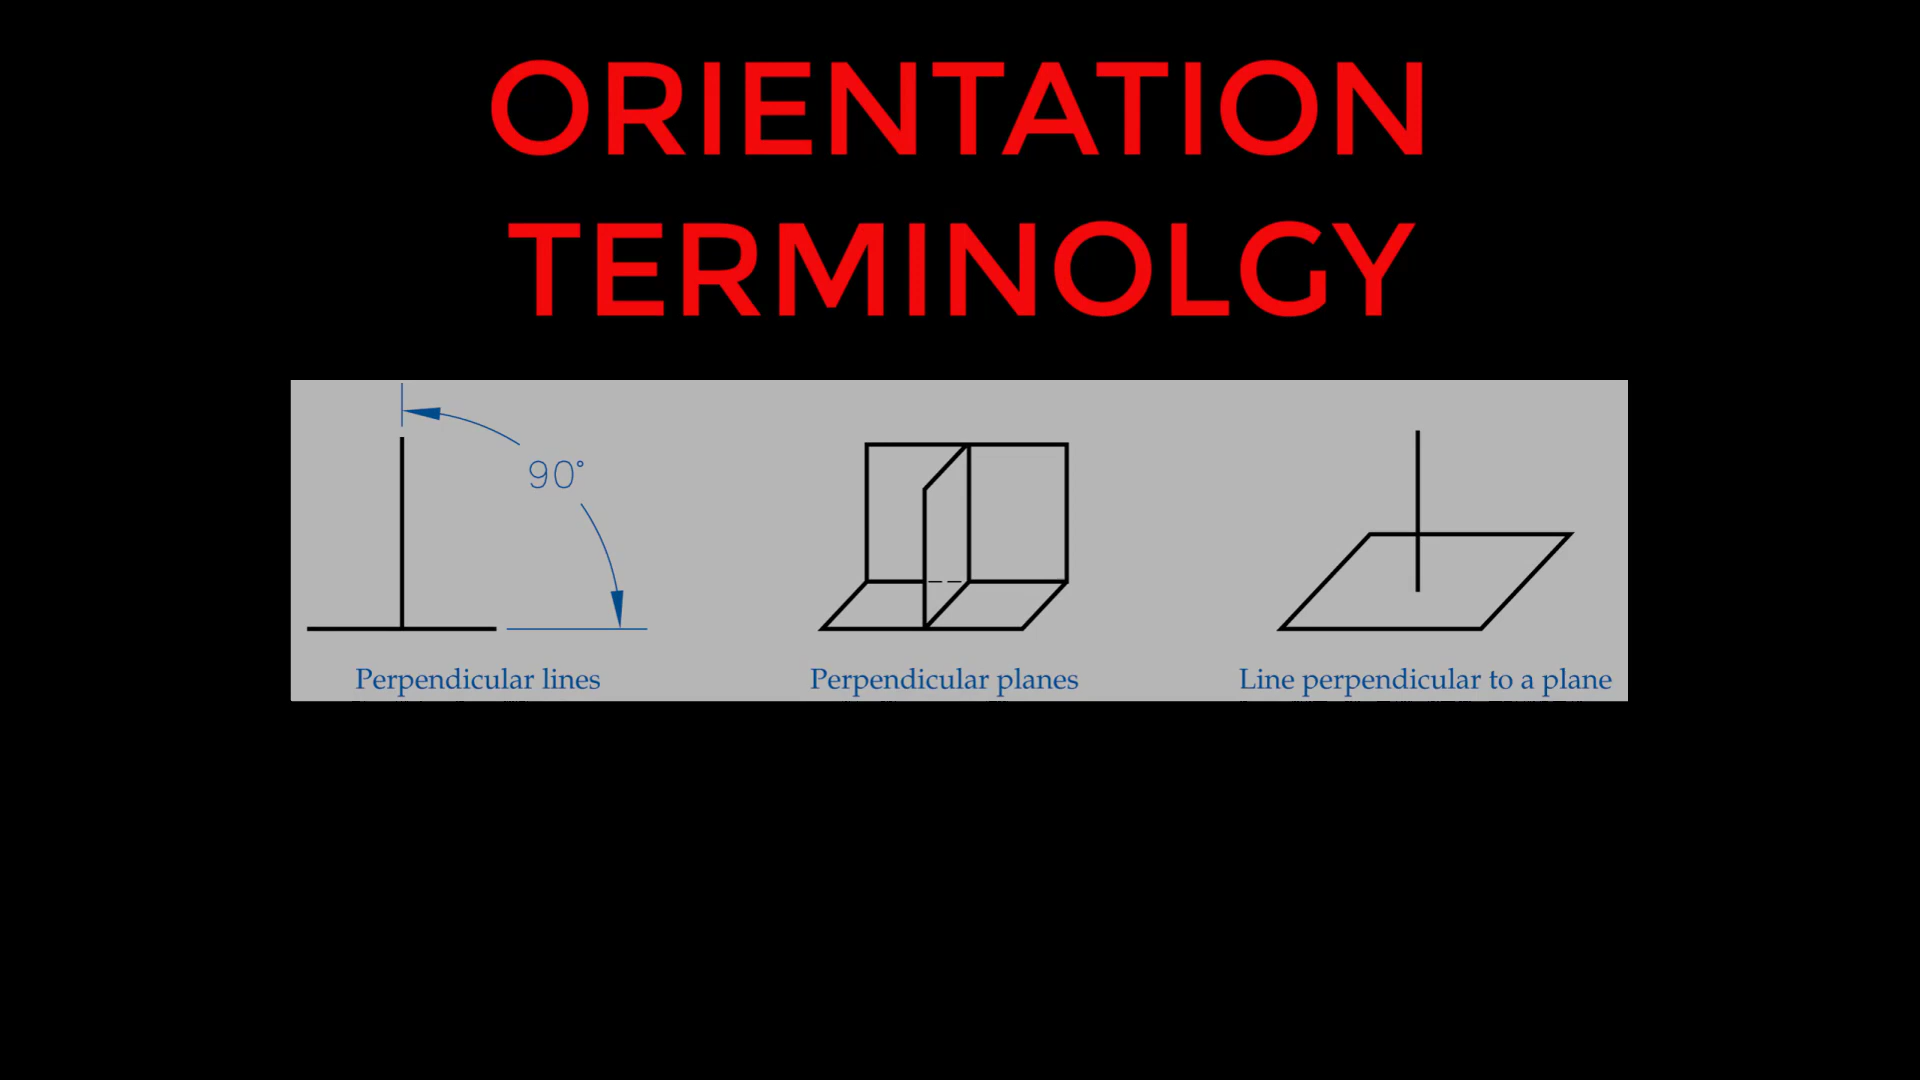 ORIENTATION
TERMINOLGY
90°
Perpendicular lines
Perpendicular planes
Line perpendicular to a plane